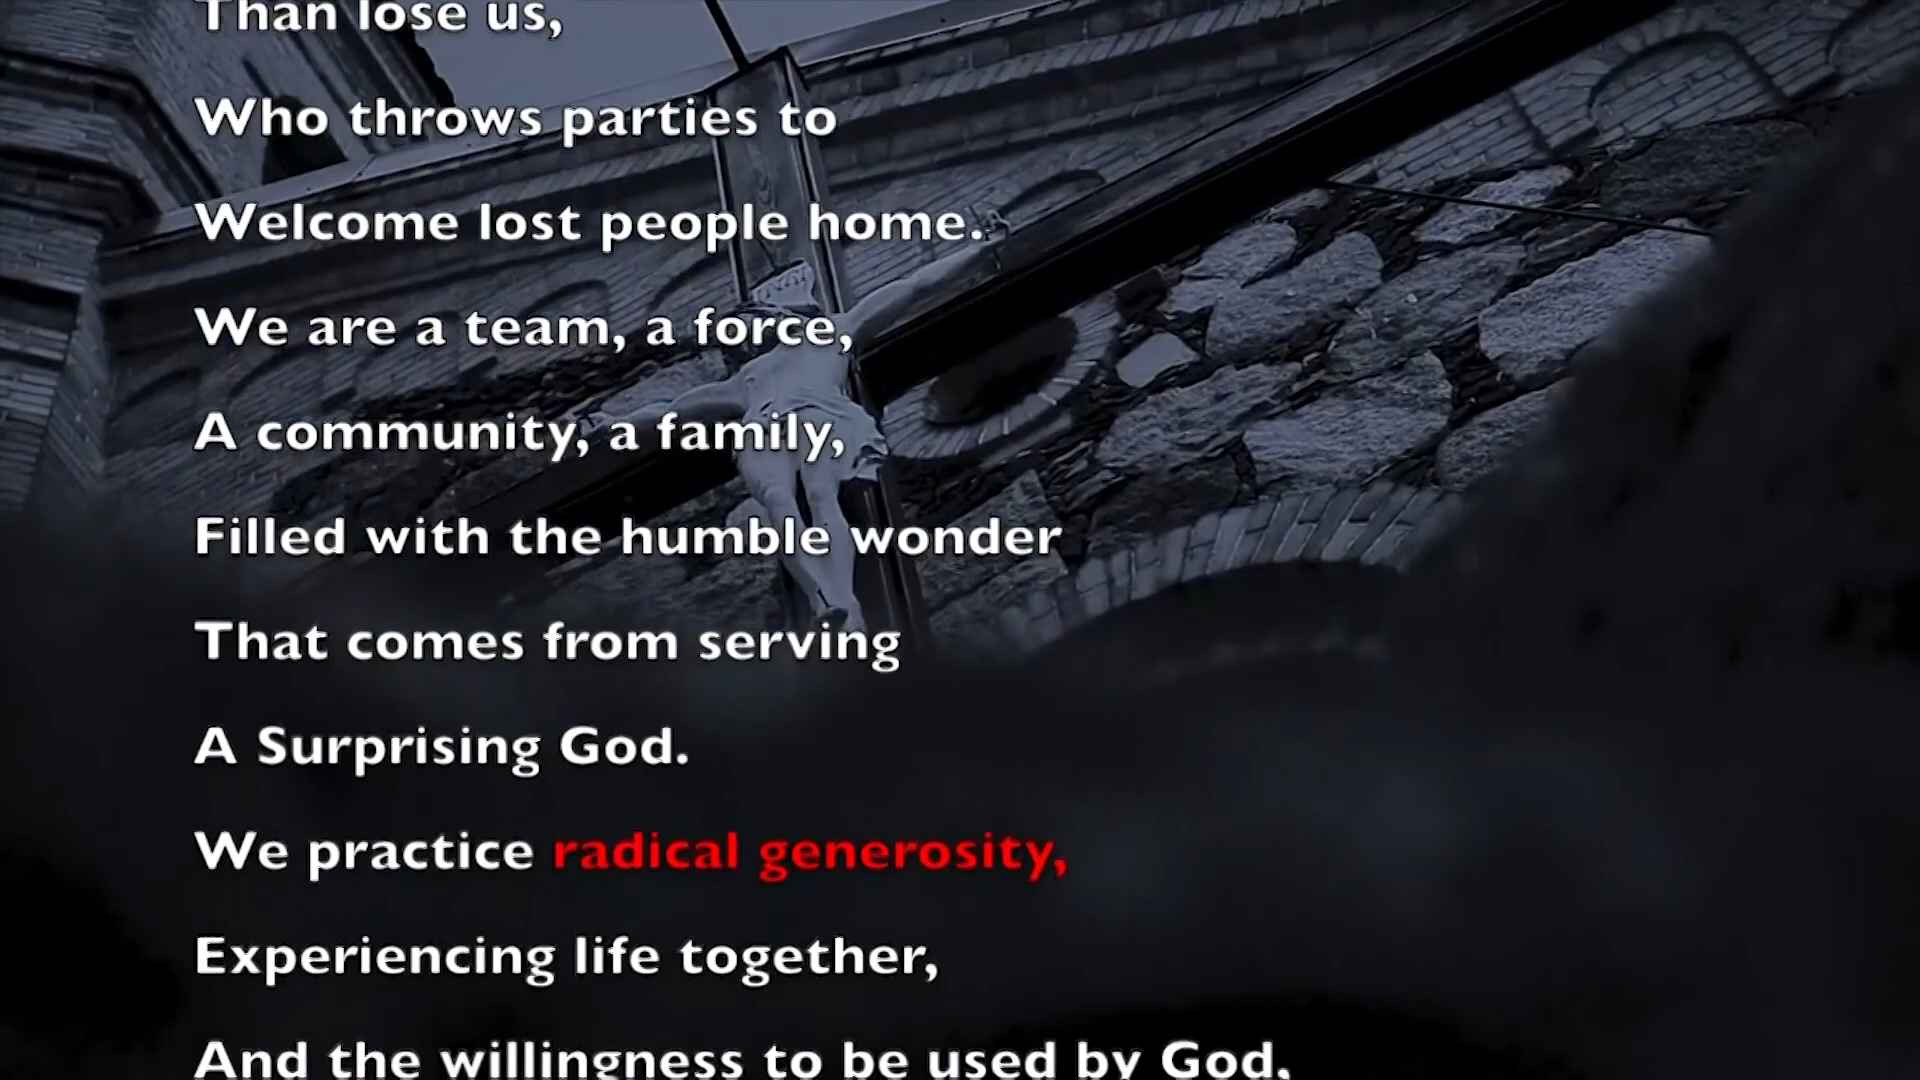 Than lose us,
Who throws parties to
Welcome lost people home.
We are a team, a force,
A community, a family,
Filled with the humble wonder
That comes from serving
A Surprising God.
We practice radical generosity,
Experiencing life together,
And the willingness to be used by God,